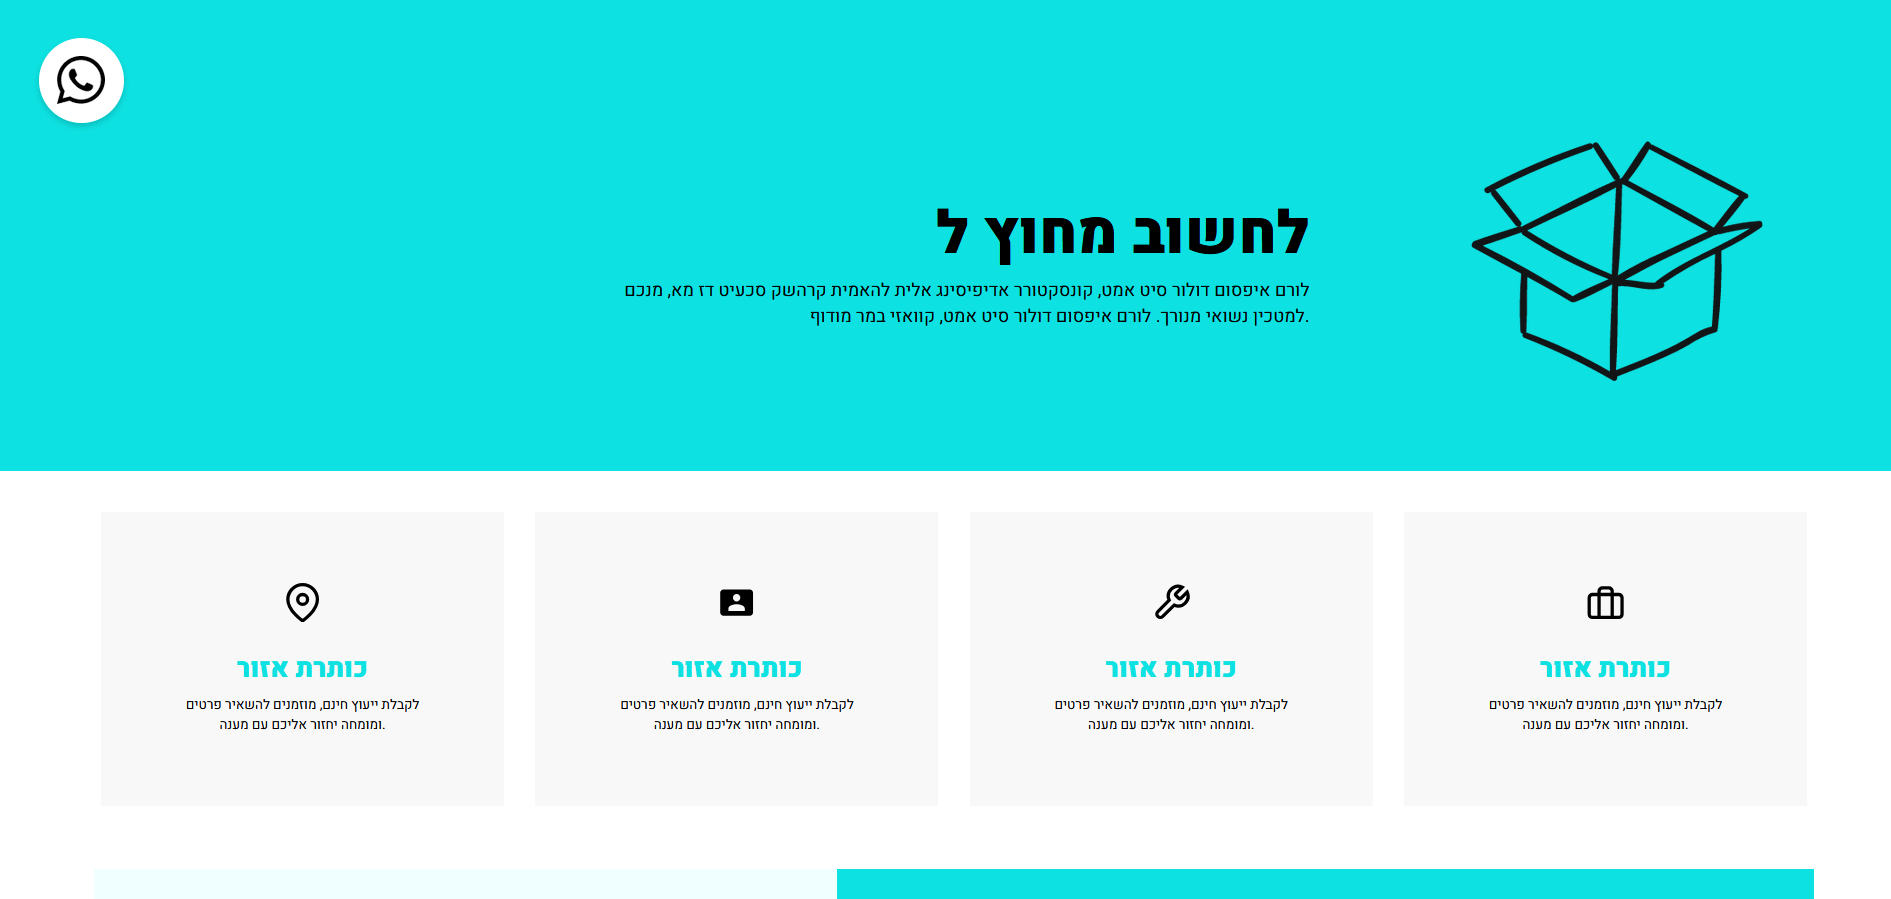 לחשוב מחוץ ל
לורם איפסום דולור סיט אמט, קונסקטורר אדיפיסינג אלית להאמית קרהשק סכעיט דז מא, מנכם
.למטכין נשואי מנורך. לורם איפסום דולור סיט אמט, קוואזי במר מודוף
כותרת אזור
לקבלת ייעוץ חינם, מוזמנים להשאיר פרטים
.ומומחה יחזור אליכם עם מענה
כותרת אזור
לקבלת ייעוץ חינם, מוזמנים להשאיר פרטים
.ומומחה יחזור אליכם עם מענה
כותרת אזור
לקבלת ייעוץ חינם, מוזמנים להשאיר פרטים
.ומומחה יחזור אליכם עם מענה
כותרת אזור
לקבלת ייעוץ חינם, מוזמנים להשאיר פרטים
.ומומחה יחזור אליכם עם מענה